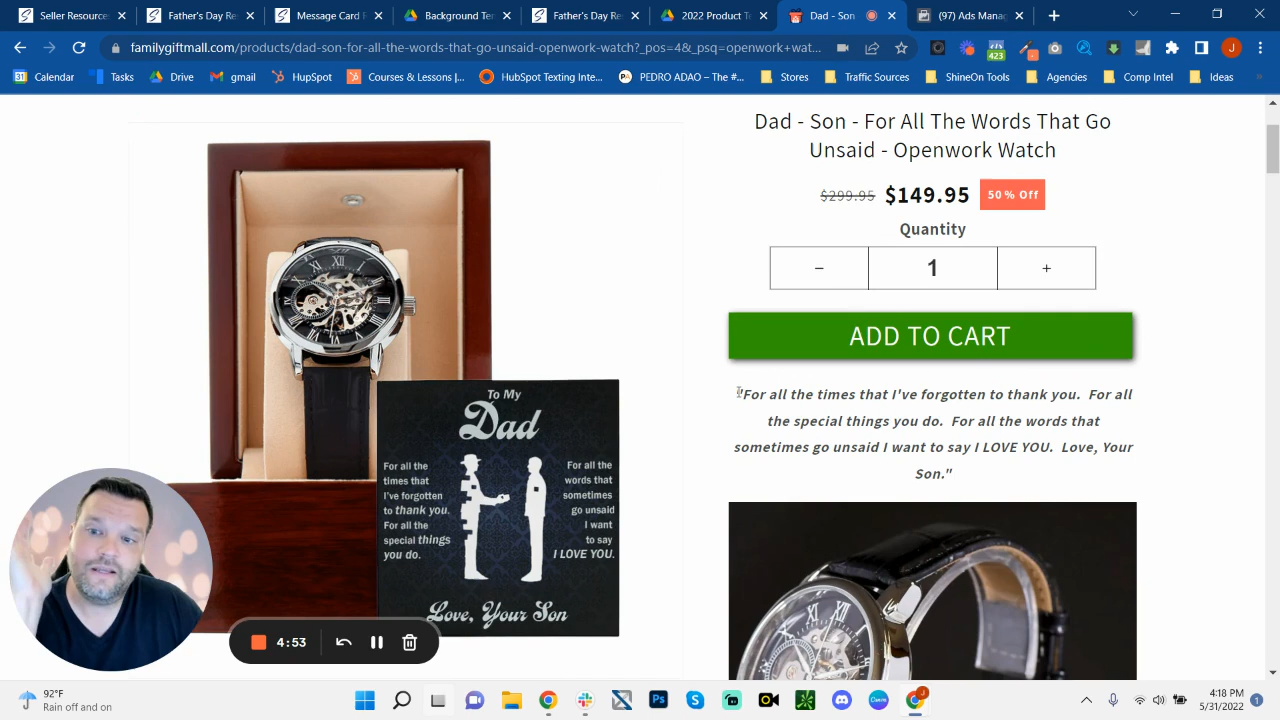 Seller Resources
Father's Day Re
Message Card F
Background Ter
Father's Day Re
2022 Product T
Dad - Son
(97) Ads Manag
familygiftmall.com/products/dad-son-for-all-the-words-that-go-unsaid-openwork-watch?_pos=4&_psq=openwork+wat...
423
J
Calendar
Tasks
Drive
gmail
HubSpot
Courses & Lessons |...
HubSpot Texting Inte...
PEDRO ADAO – The #...
Stores
Traffic Sources
ShineOn Tools
Agencies
Comp Intel
Ideas
»
Dad - Son - For All The Words That Go
Unsaid - Openwork Watch
$299.95 $149.95 50% Off
Quantity
− 1 +
ADD TO CART
"For all the times that I've forgotten to thank you.  For all
the special things you do.  For all the words that
sometimes go unsaid I want to say I LOVE YOU.  Love, Your
Son."
To My
Dad
For all the
times that
I've forgotten
to thank you.
For all the
special things
you do.
For all the
words that
sometimes
go unsaid
I want
to say
I LOVE YOU.
Love, Your Son
4:53
92°F
Rain off and on
4:18 PM
5/31/2022
1